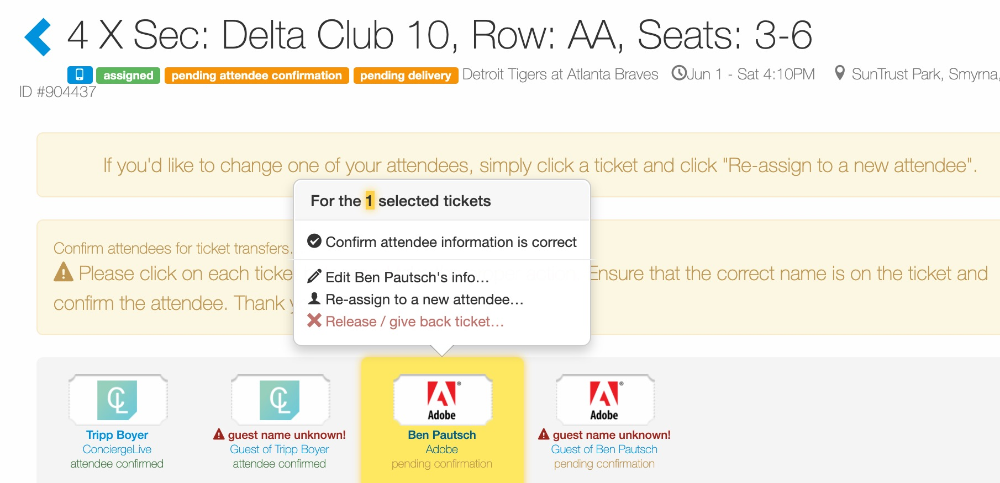 4 X Sec: Delta Club 10, Row: AA, Seats: 3-6
assigned pending attendee confirmation pending delivery Detroit Tigers at Atlanta Braves Jun 1 - Sat 4:10PM SunTrust Park, Smyrna,
ID #904437
If you'd like to change one of your attendees, simply click a ticket and click "Re-assign to a new attendee".
For the 1 selected tickets
Confirm attendee information is correct
Edit Ben Pautsch's info...
Re-assign to a new attendee...
Release / give back ticket...
Confirm attendees for ticket transfers.
Please click on each Ensure that the correct name is on the ticket and
confirm the attendee. Thank
Adobe
Adobe
Tripp Boyer guest name unknown! Ben Pautsch guest name unknown!
ConciergeLive Guest of Tripp Boyer Adobe Guest of Ben Pautsch
attendee confirmed attendee confirmed pending confirmation pending confirmation